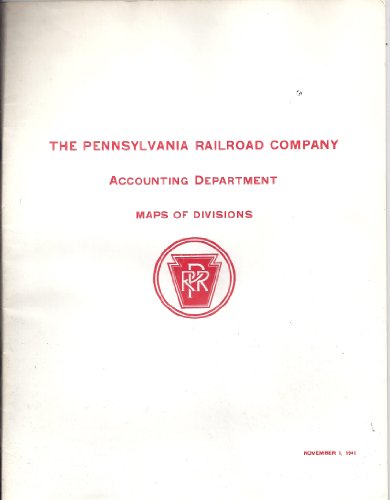 THE PENNSYLVANIA RAILROAD COMPANY
ACCOUNTING DEPARTMENT
MAPS OF DIVISIONS
PRR
NOVEMBER 1, 1941